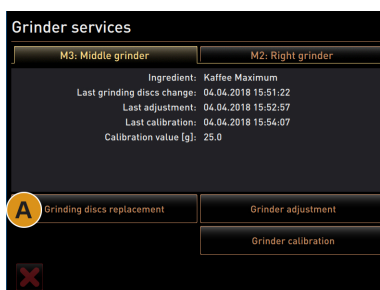 Grinder services
M3: Middle grinder
M2: Right grinder
Ingredient: Kaffee Maximum
Last grinding discs change: 04.04.2018 15:51:22
Last adjustment: 04.04.2018 15:52:57
Last calibration: 04.04.2018 15:54:07
Calibration value [g]: 25.0
A
Grinding discs replacement
Grinder adjustment
Grinder calibration